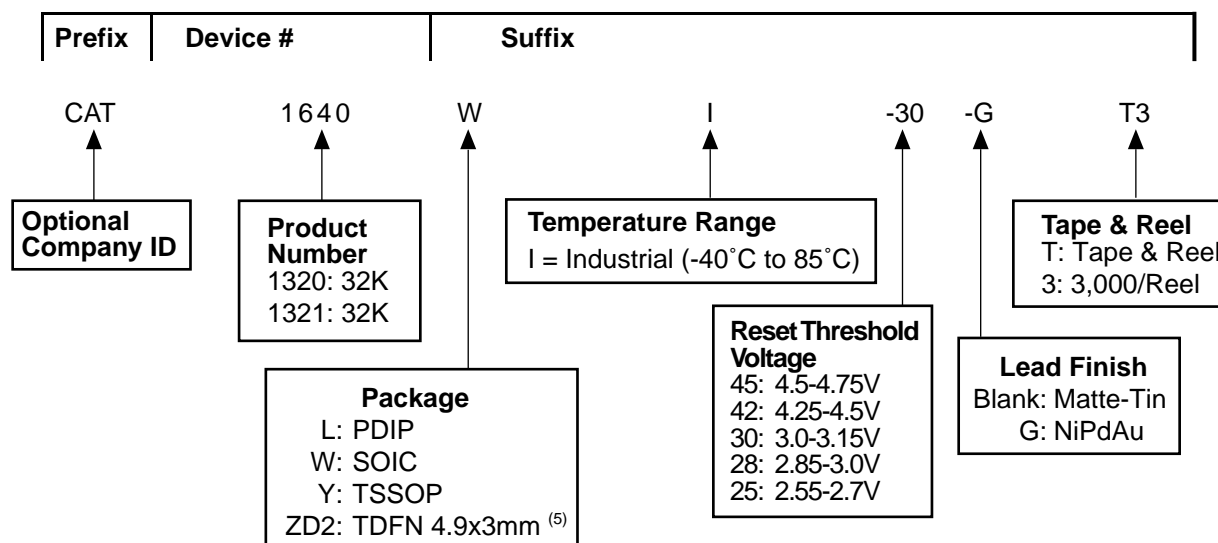 Prefix Device # Suffix
CAT 1640 W I -30 -G T3
Optional
Company ID
Product
Number
1320: 32K
1321: 32K
Temperature Range
I = Industrial (-40˚C to 85˚C)
Tape & Reel
T: Tape & Reel
3: 3,000/Reel
Package
L: PDIP
W: SOIC
Y: TSSOP
ZD2: TDFN 4.9x3mm (5)
Reset Threshold
Voltage
45: 4.5-4.75V
42: 4.25-4.5V
30: 3.0-3.15V
28: 2.85-3.0V
25: 2.55-2.7V
Lead Finish
Blank: Matte-Tin
G: NiPdAu